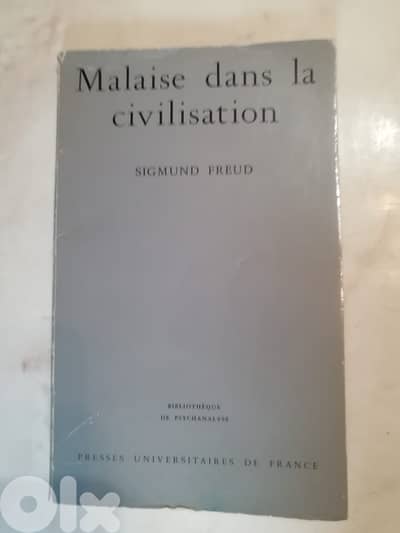 Malaise dans la
civilisation
SIGMUND FREUD
BIBLIOTHÈQUE
DE PSYCHANALYSE
PRESSES UNIVERSITAIRES DE FRANCE
olx